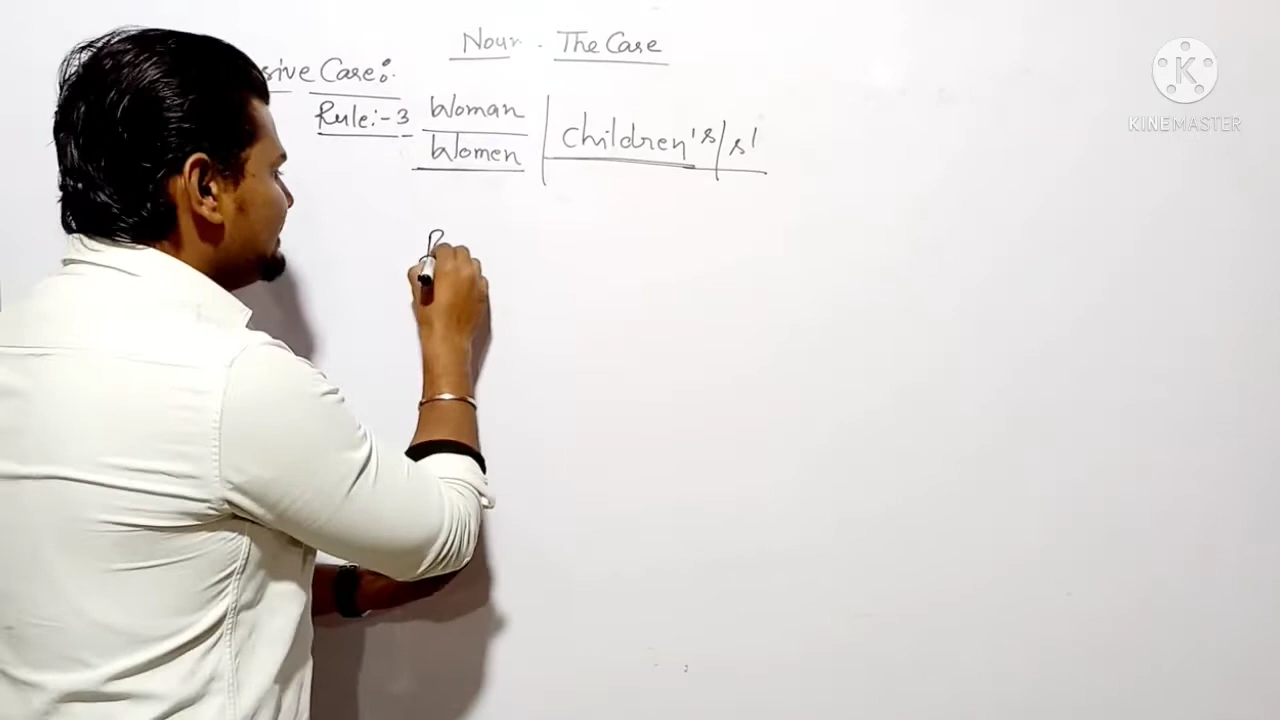 Noun - The Case
sive Case:-
Rule:-3 Woman
Women
children's/s'
K
KINEMASTER